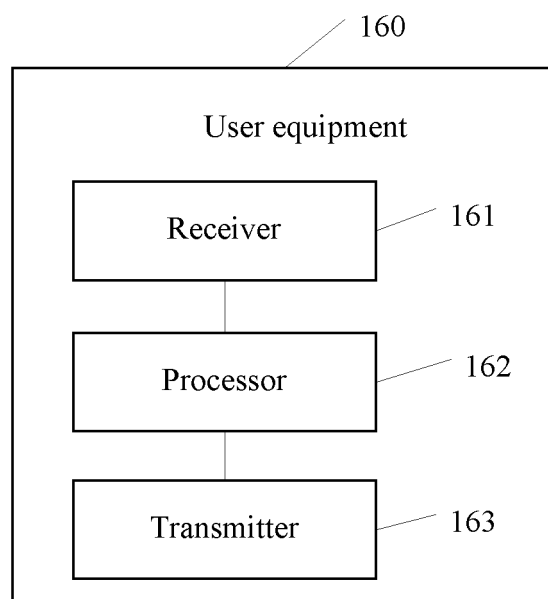 160
User equipment
Receiver
161
Processor
162
Transmitter
163